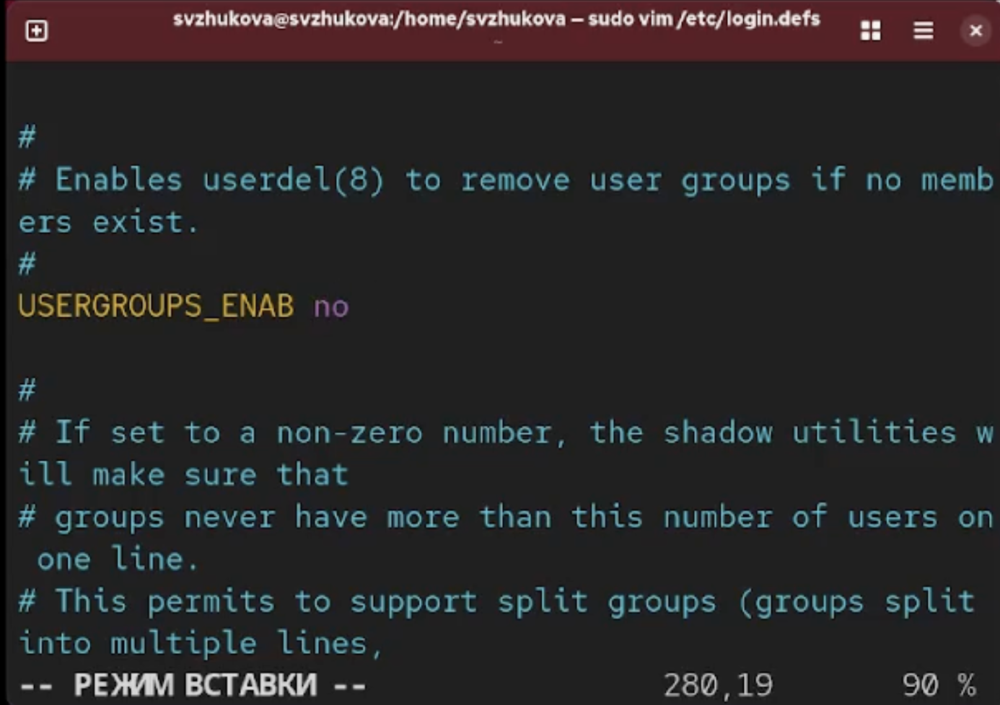 svzhukova@svzhukova:/home/svzhukova — sudo vim /etc/login.defs
~
#
# Enables userdel(8) to remove user groups if no memb
ers exist.
#
USERGROUPS_ENAB no
#
# If set to a non-zero number, the shadow utilities w
ill make sure that
# groups never have more than this number of users on
 one line.
# This permits to support split groups (groups split
into multiple lines,
-- РЕЖИМ ВСТАВКИ -- 280,19 90 %